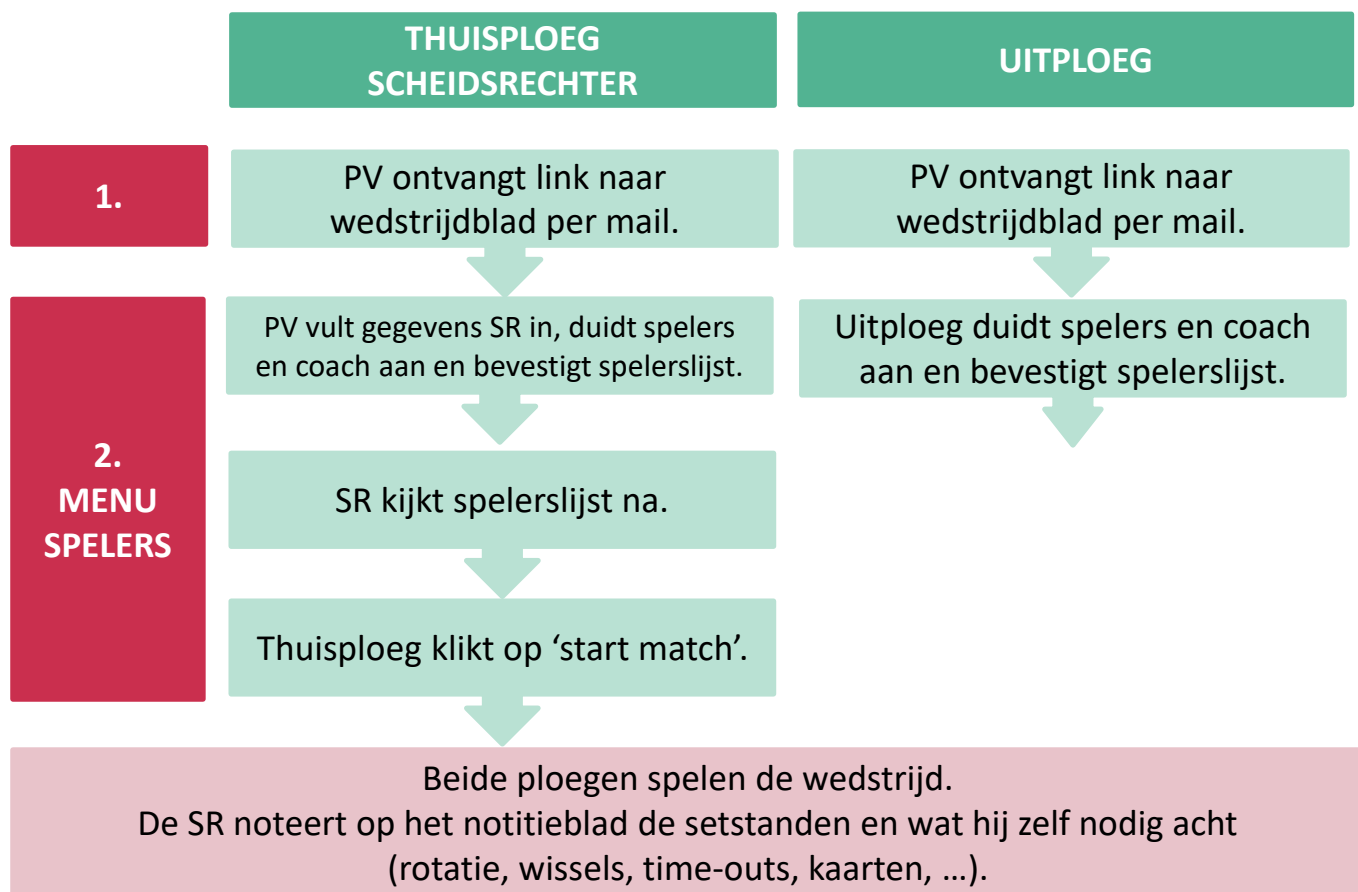 THUISPLOEG
SCHEIDSRECHTER
UITPLOEG
1.
PV ontvangt link naar
wedstrijdblad per mail.
PV ontvangt link naar
wedstrijdblad per mail.
2.
MENU
SPELERS
PV vult gegevens SR in, duidt spelers
en coach aan en bevestigt spelerslijst.
Uitploeg duidt spelers en coach
aan en bevestigt spelerslijst.
SR kijkt spelerslijst na.
Thuisploeg klikt op ‘start match’.
Beide ploegen spelen de wedstrijd.
De SR noteert op het notitieblad de setstanden en wat hij zelf nodig acht
(rotatie, wissels, time-outs, kaarten, …).